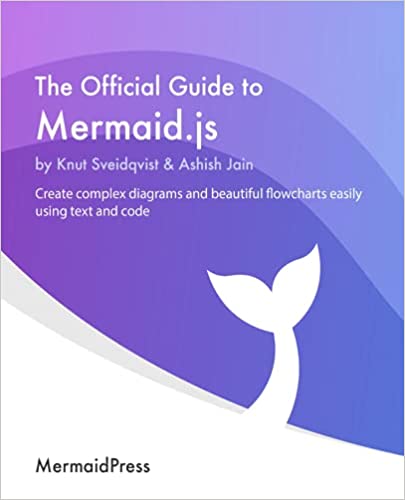 The Official Guide to
Mermaid.js
by Knut Sveidqvist & Ashish Jain
Create complex diagrams and beautiful flowcharts easily
using text and code
MermaidPress